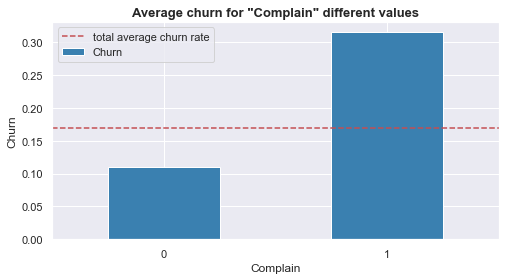 Average churn for "Complain" different values
total average churn rate
Churn
0.30
0.25
0.20
0.15
0.10
0.05
0.00
Churn
0
1
Complain